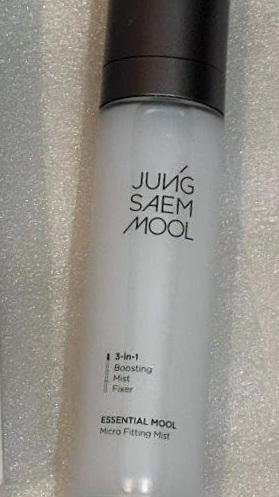 JUNG
SAEM
MOOL
3-in-1
Boosting
Mist
Fixer
ESSENTIAL MOOL
Micro Fitting Mist